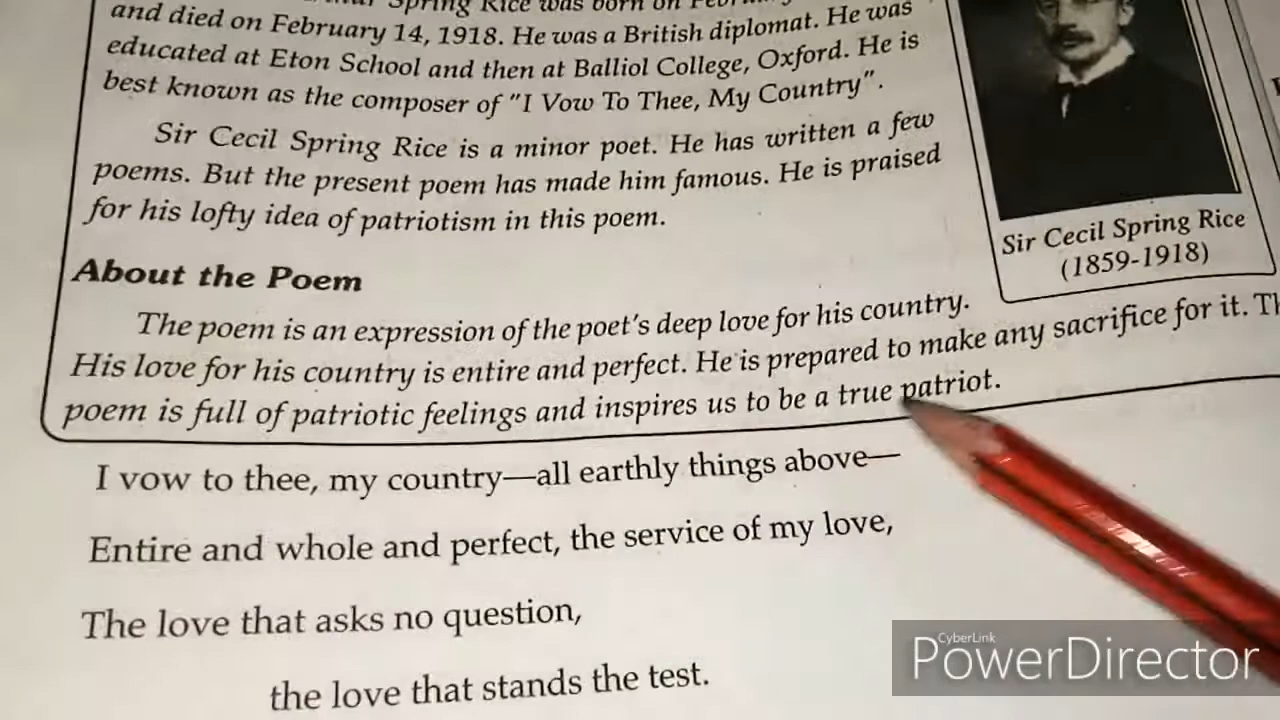 Spring Rice was born on
and died on February 14, 1918. He was a British diplomat. He was
educated at Eton School and then at Balliol College, Oxford. He is
best known as the composer of "I Vow To Thee, My Country".
Sir Cecil Spring Rice is a minor poet. He has written a few
poems. But the present poem has made him famous. He is praised
for his lofty idea of patriotism in this poem.
Sir Cecil Spring Rice
(1859-1918)
About the Poem
The poem is an expression of the poet's deep love for his country.
His love for his country is entire and perfect. He is prepared to make any sacrifice for it.
poem is full of patriotic feelings and inspires us to be a true patriot.
I vow to thee, my country—all earthly things above—
Entire and whole and perfect, the service of my love,
The love that asks no question,
the love that stands the test.
CyberLink
PowerDirector